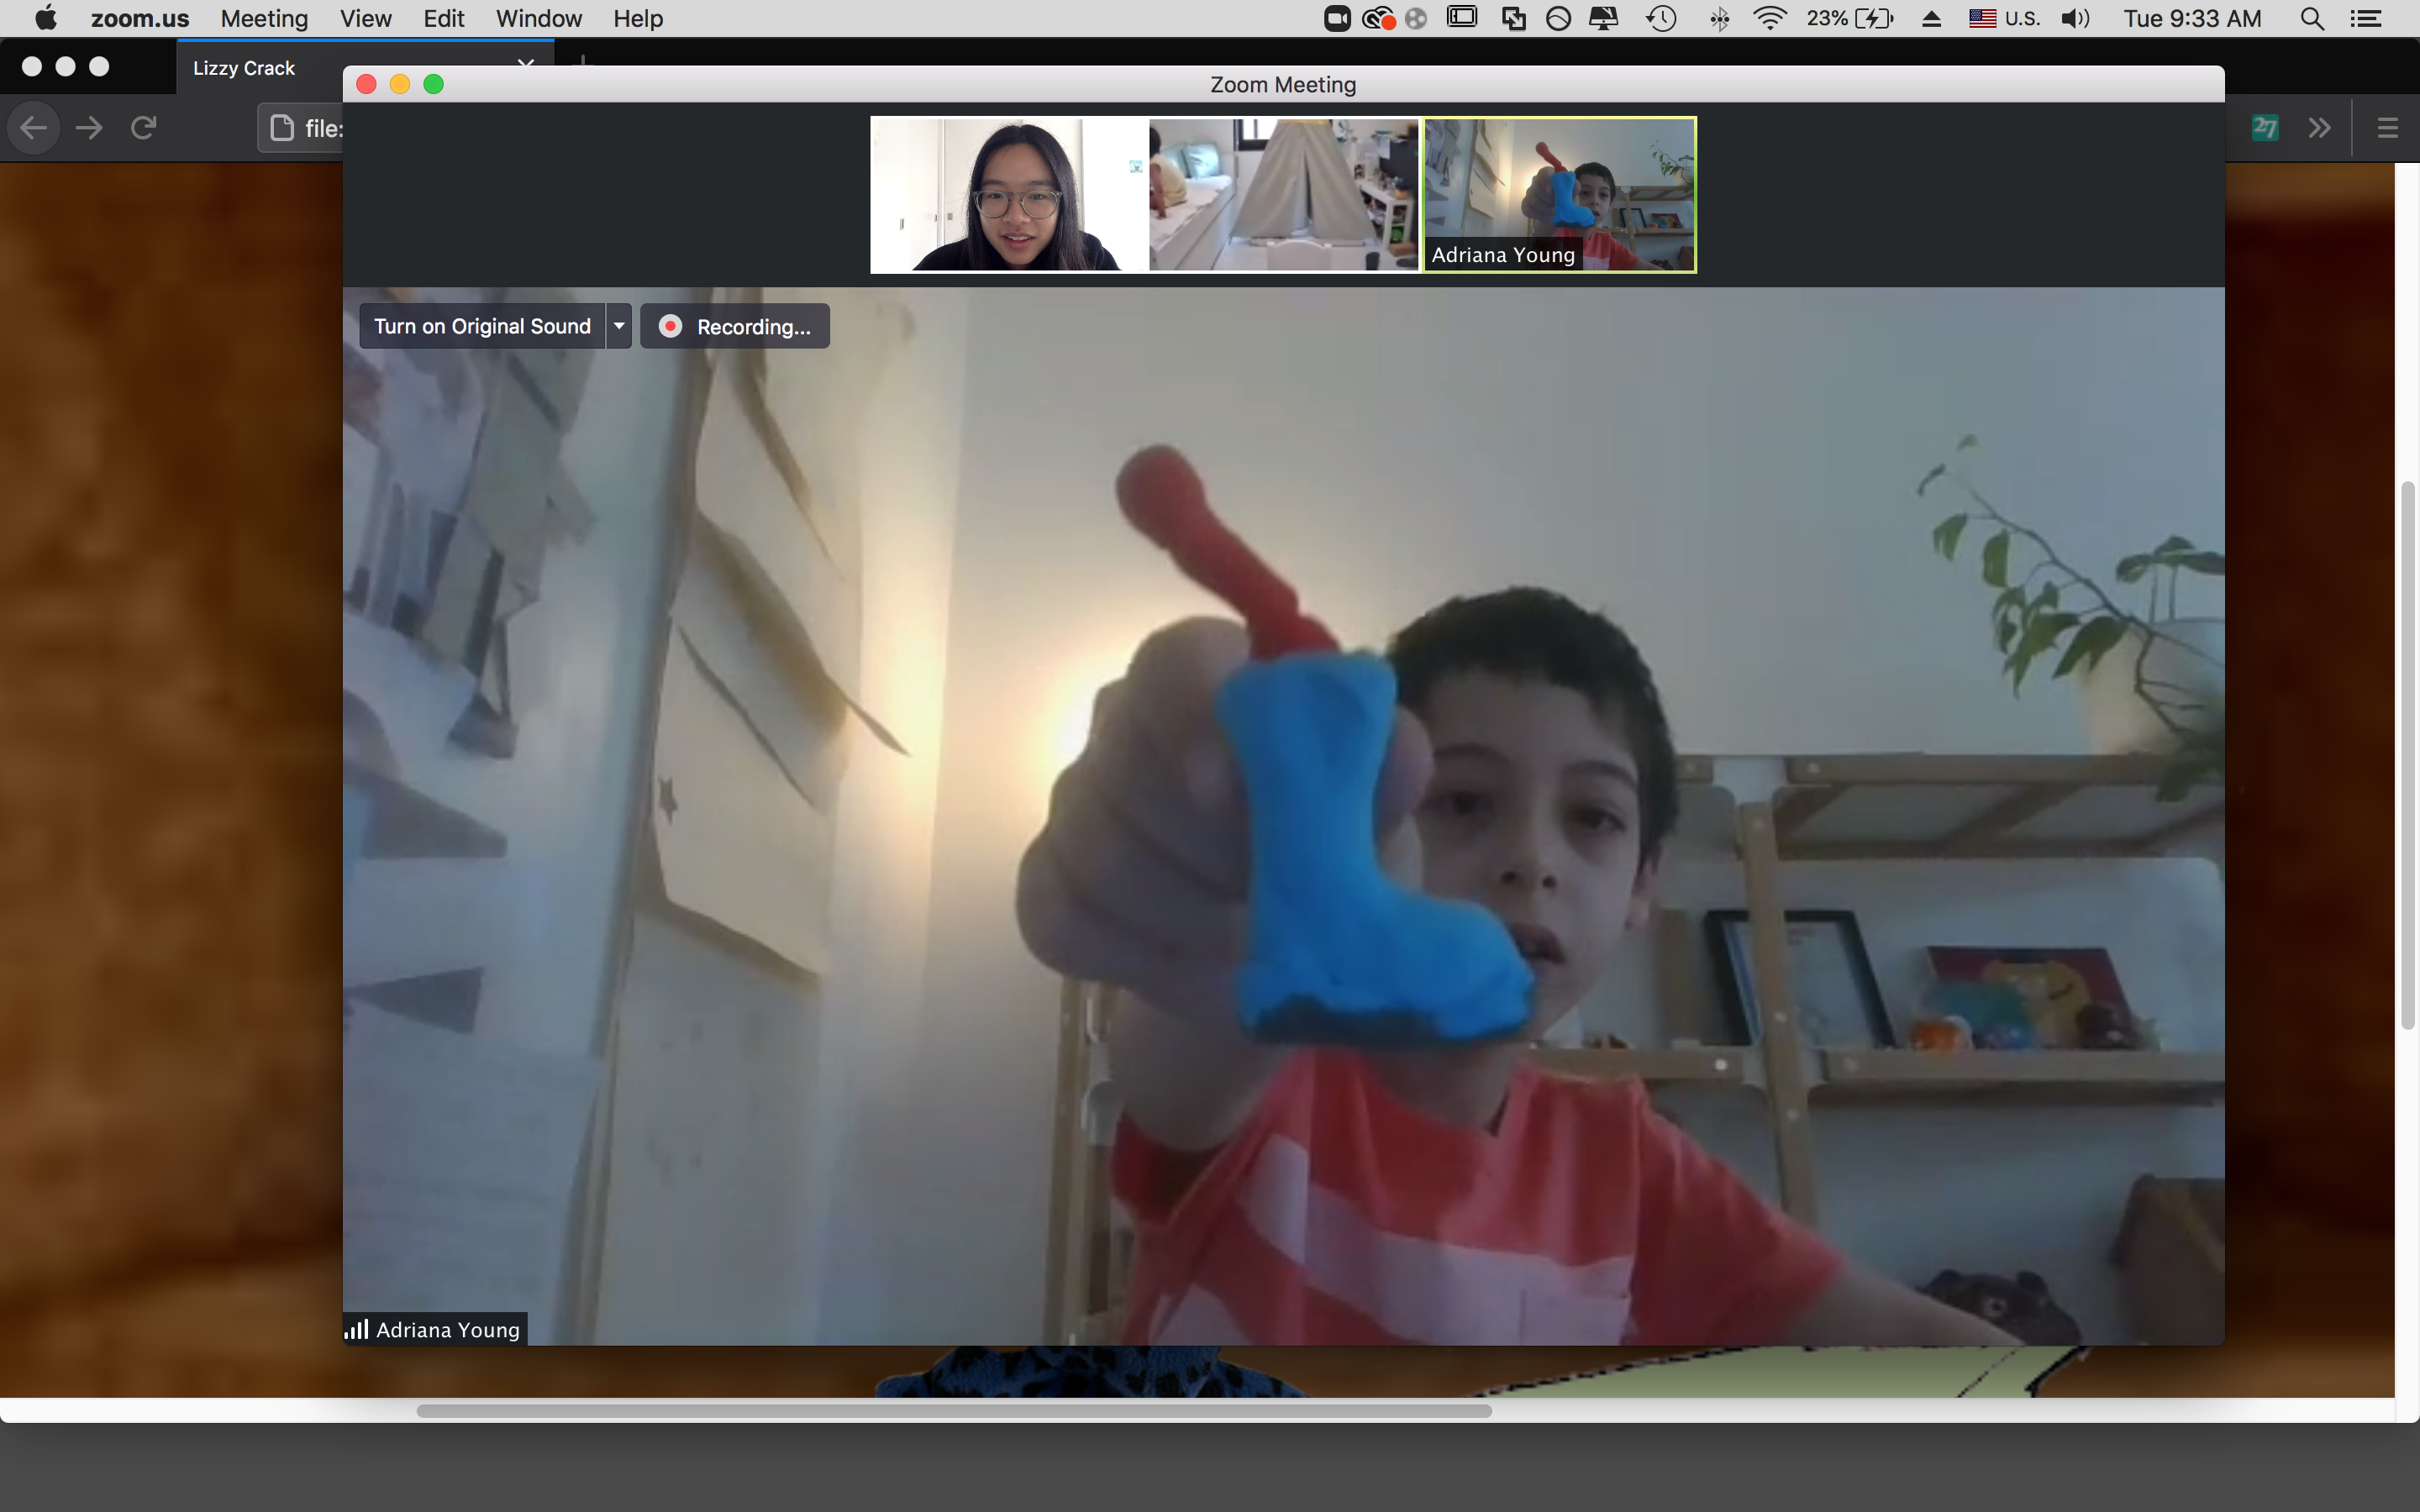 zoom.us Meeting View Edit Window Help 23% U.S. Tue 9:33 AM
Lizzy Crack
Zoom Meeting
file:
27
Adriana Young
Turn on Original Sound
Recording...
Adriana Young